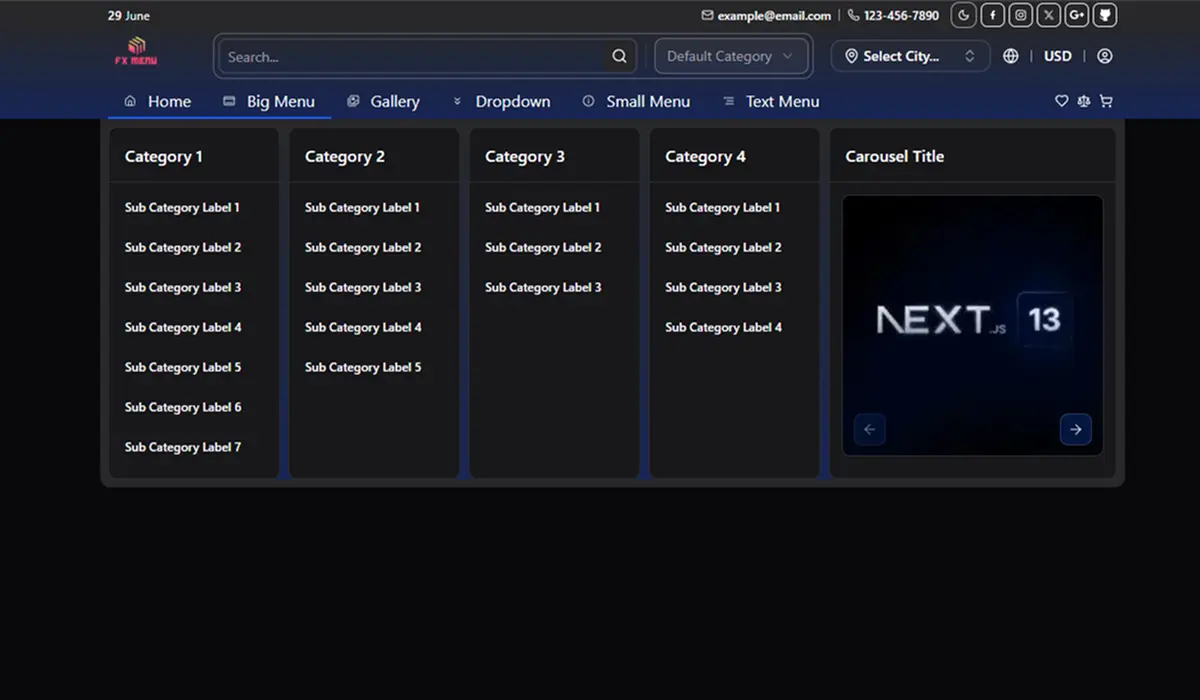 29 June
example@email.com | 123-456-7890
FX MENU
Search...
Default Category
Select City...
USD
Home
Big Menu
Gallery
Dropdown
Small Menu
Text Menu
Category 1
Sub Category Label 1
Sub Category Label 2
Sub Category Label 3
Sub Category Label 4
Sub Category Label 5
Sub Category Label 6
Sub Category Label 7
Category 2
Sub Category Label 1
Sub Category Label 2
Sub Category Label 3
Sub Category Label 4
Sub Category Label 5
Category 3
Sub Category Label 1
Sub Category Label 2
Sub Category Label 3
Category 4
Sub Category Label 1
Sub Category Label 2
Sub Category Label 3
Sub Category Label 4
Carousel Title
NEXT.JS 13